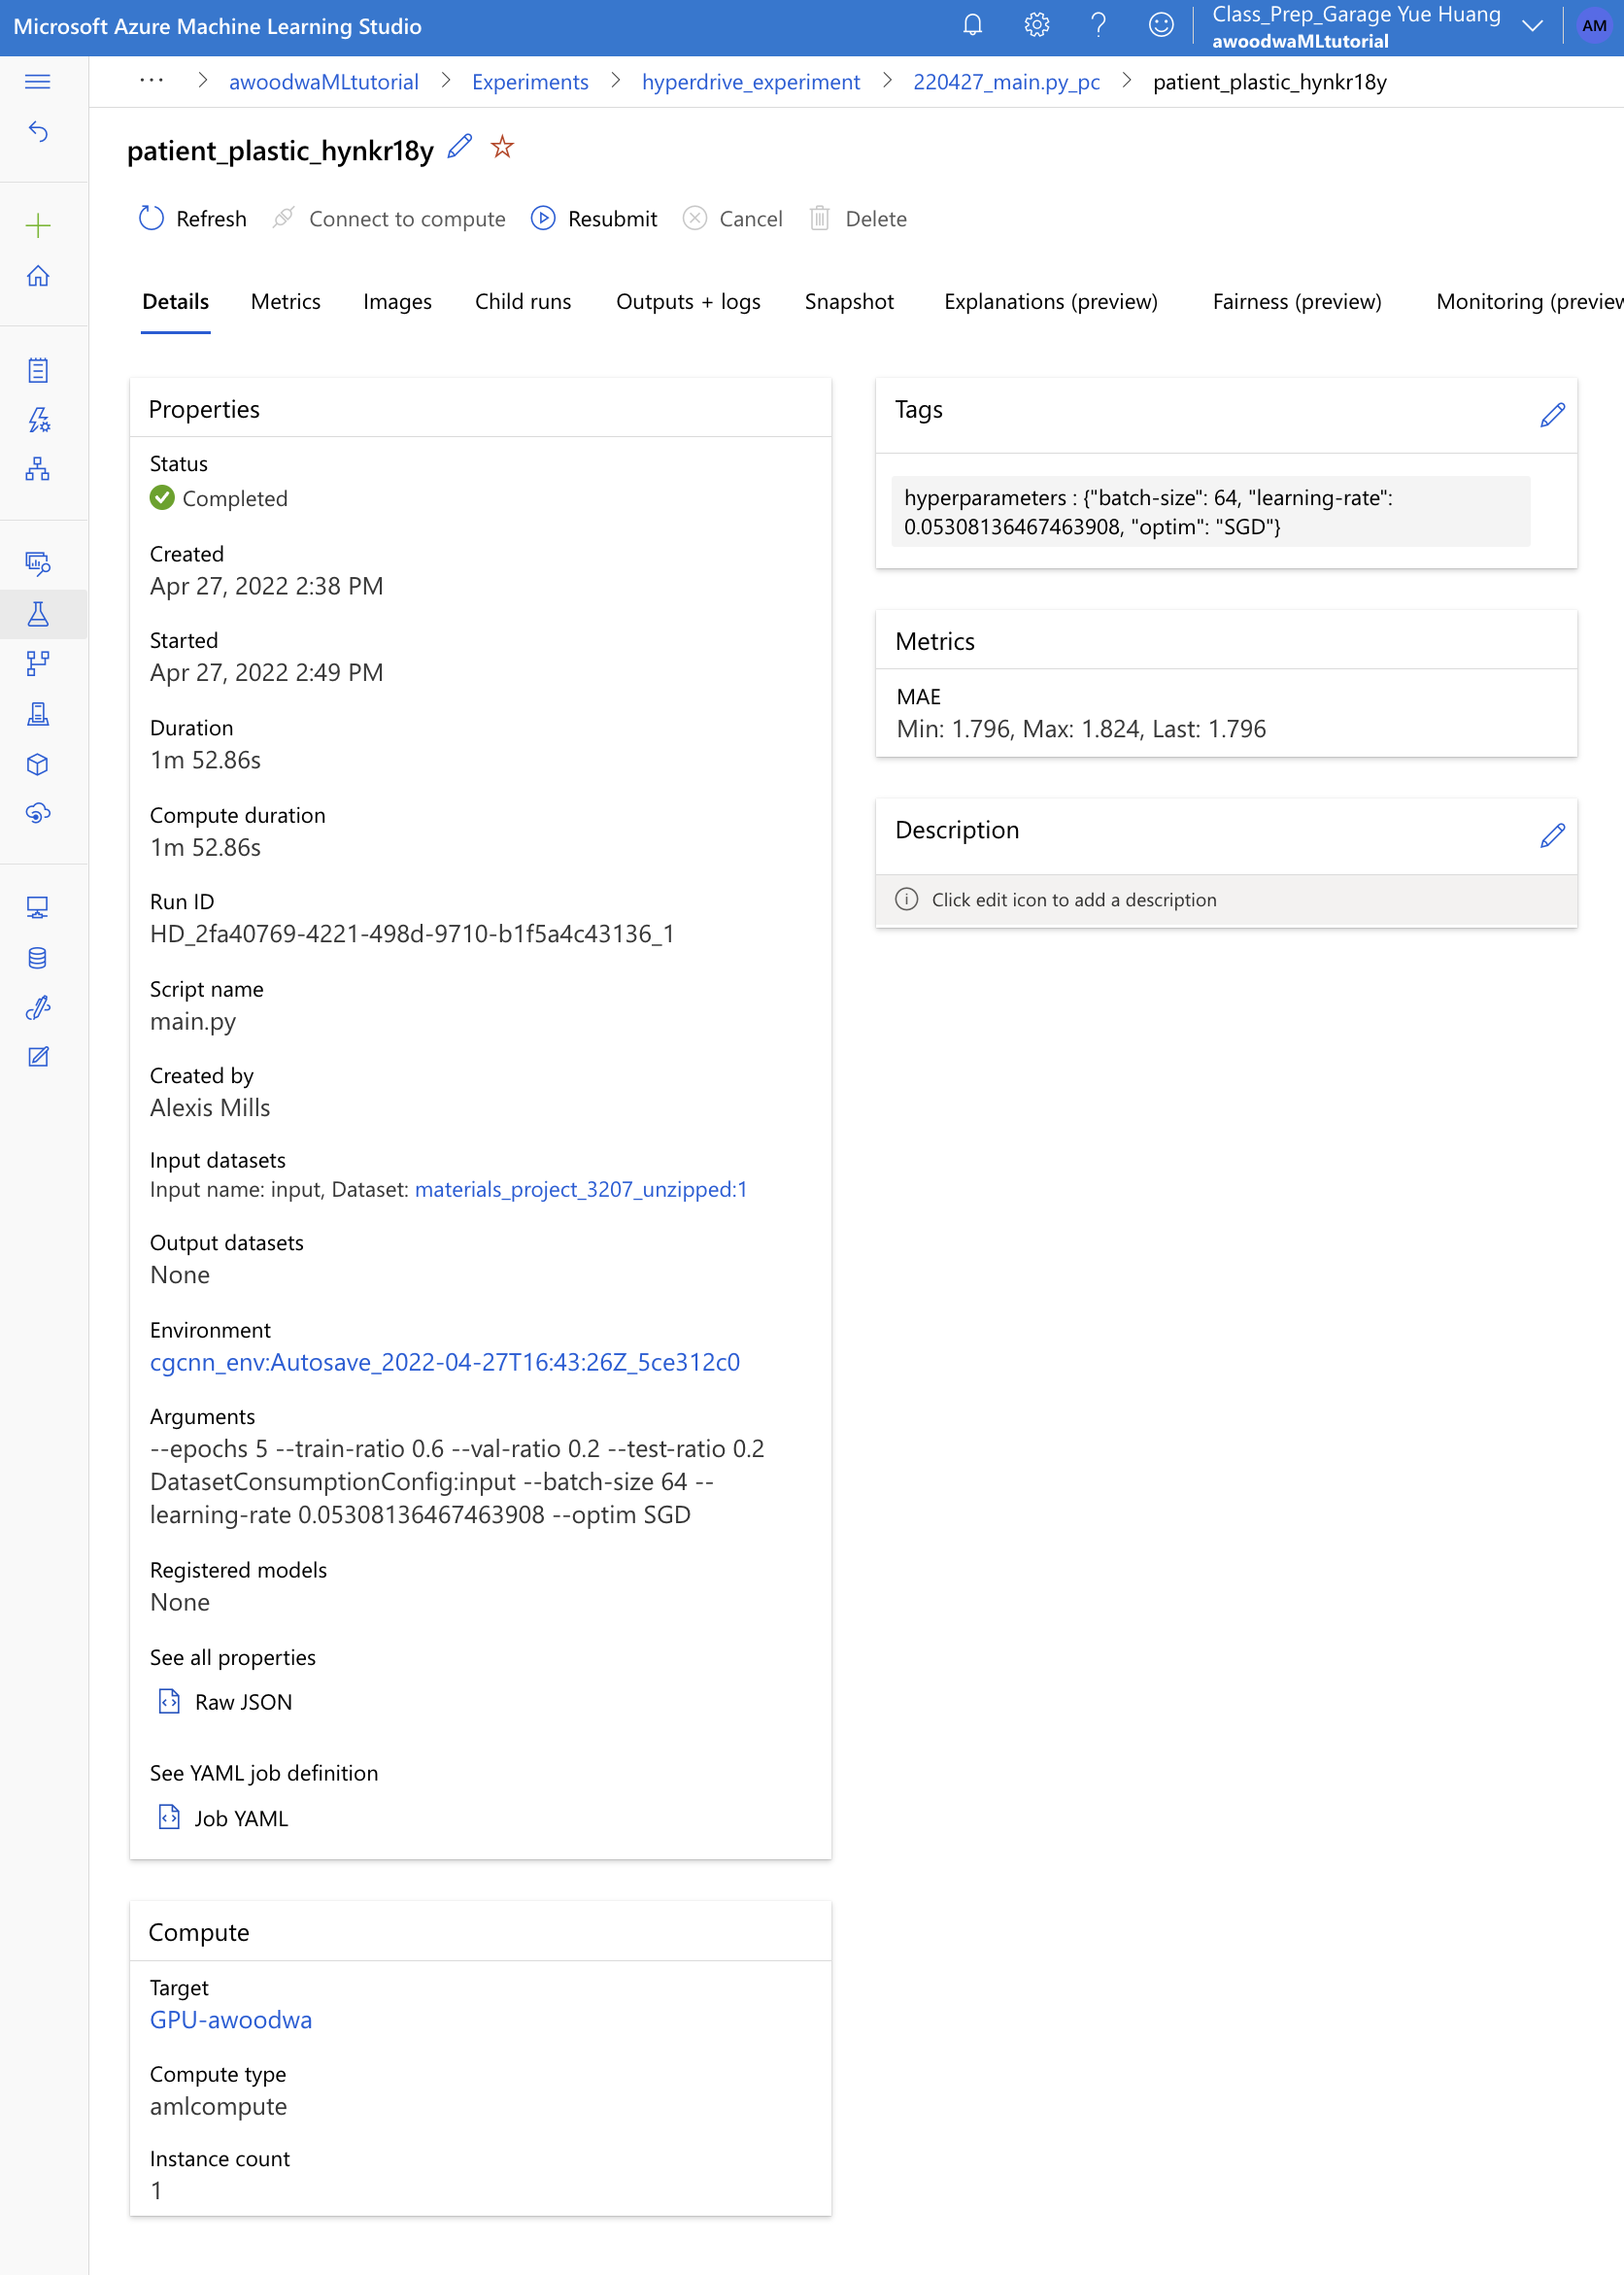 Microsoft Azure Machine Learning Studio
Class_Prep_Garage Yue Huang
awoodwaMLtutorial
AM
... > awoodwaMLtutorial > Experiments > hyperdrive_experiment > 220427_main.py_pc > patient_plastic_hynkr18y
patient_plastic_hynkr18y
Refresh Connect to compute Resubmit Cancel Delete
Details Metrics Images Child runs Outputs + logs Snapshot Explanations (preview) Fairness (preview) Monitoring (preview
Properties
Status
Completed
Created
Apr 27, 2022 2:38 PM
Started
Apr 27, 2022 2:49 PM
Duration
1m 52.86s
Compute duration
1m 52.86s
Run ID
HD_2fa40769-4221-498d-9710-b1f5a4c43136_1
Script name
main.py
Created by
Alexis Mills
Input datasets
Input name: input, Dataset: materials_project_3207_unzipped:1
Output datasets
None
Environment
cgcnn_env:Autosave_2022-04-27T16:43:26Z_5ce312c0
Arguments
--epochs 5 --train-ratio 0.6 --val-ratio 0.2 --test-ratio 0.2
DatasetConsumptionConfig:input --batch-size 64 --
learning-rate 0.05308136467463908 --optim SGD
Registered models
None
See all properties
Raw JSON
See YAML job definition
Job YAML
Compute
Target
GPU-awoodwa
Compute type
amlcompute
Instance count
1
Tags
hyperparameters : {"batch-size": 64, "learning-rate":
0.05308136467463908, "optim": "SGD"}
Metrics
MAE
Min: 1.796, Max: 1.824, Last: 1.796
Description
Click edit icon to add a description